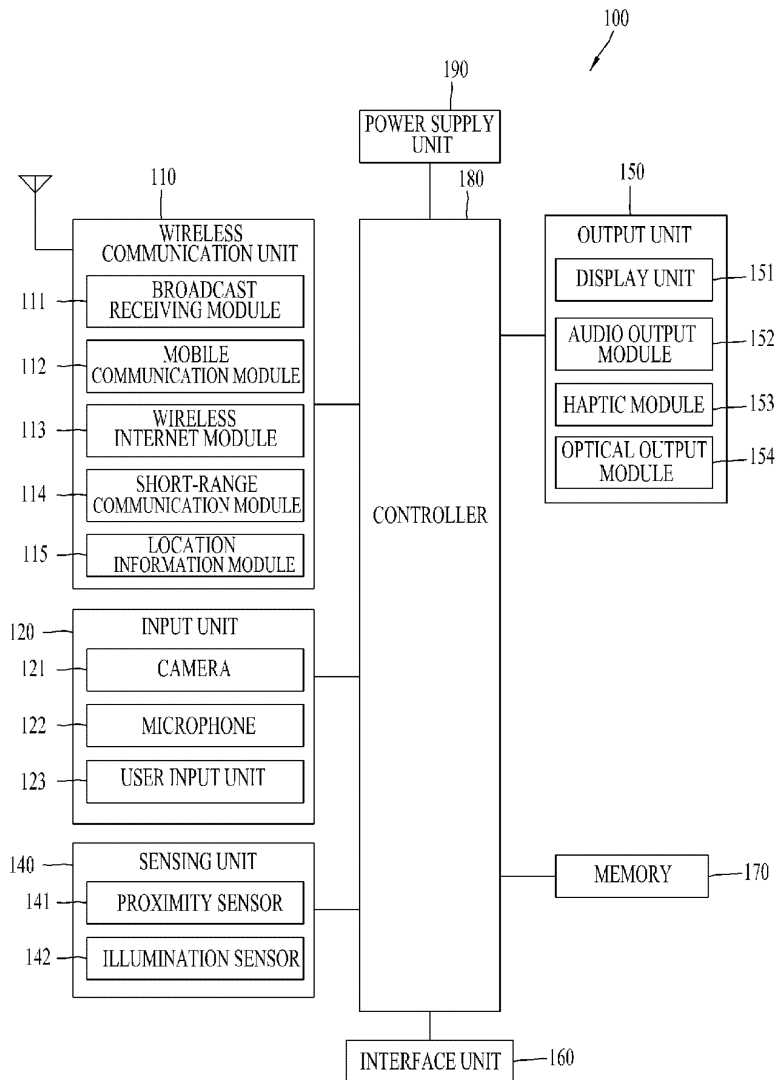 100
190
POWER SUPPLY
UNIT
110
180
150
WIRELESS
COMMUNICATION UNIT
111
BROADCAST
RECEIVING MODULE
112
MOBILE
COMMUNICATION MODULE
113
WIRELESS
INTERNET MODULE
114
SHORT-RANGE
COMMUNICATION MODULE
115
LOCATION
INFORMATION MODULE
120
INPUT UNIT
121
CAMERA
122
MICROPHONE
123
USER INPUT UNIT
140
SENSING UNIT
141
PROXIMITY SENSOR
142
ILLUMINATION SENSOR
CONTROLLER
OUTPUT UNIT
DISPLAY UNIT
151
AUDIO OUTPUT
MODULE
152
HAPTIC MODULE
153
OPTICAL OUTPUT
MODULE
154
MEMORY
170
INTERFACE UNIT
160